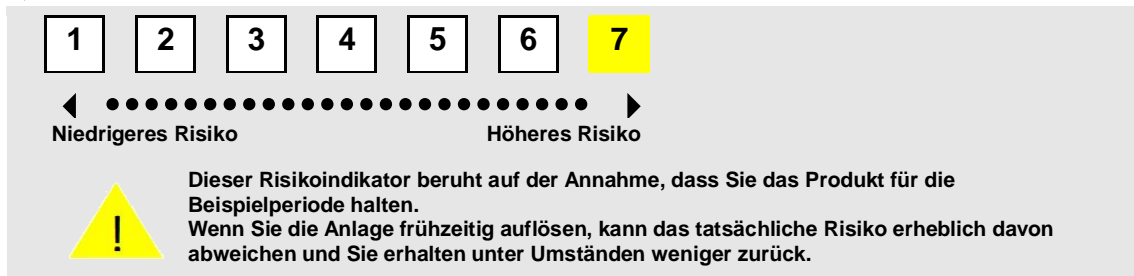 1 2 3 4 5 6 7
Niedrigeres Risiko Höheres Risiko
Dieser Risikoindikator beruht auf der Annahme, dass Sie das Produkt für die
Beispielperiode halten.
Wenn Sie die Anlage frühzeitig auflösen, kann das tatsächliche Risiko erheblich davon
abweichen und Sie erhalten unter Umständen weniger zurück.
!